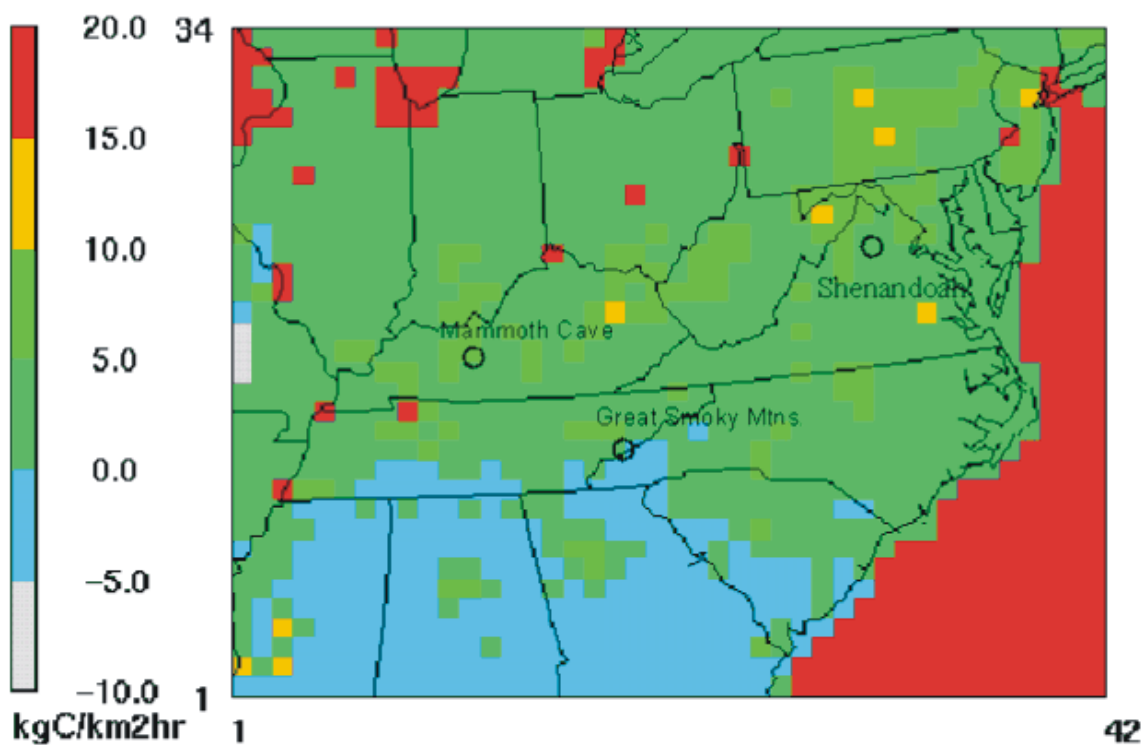 20.0 34
15.0
10.0
Shenandoah
5.0
Mammoth Cave
Great Smoky Mtns.
0.0
−5.0
−10.0 1
kgC/km2hr 1 42